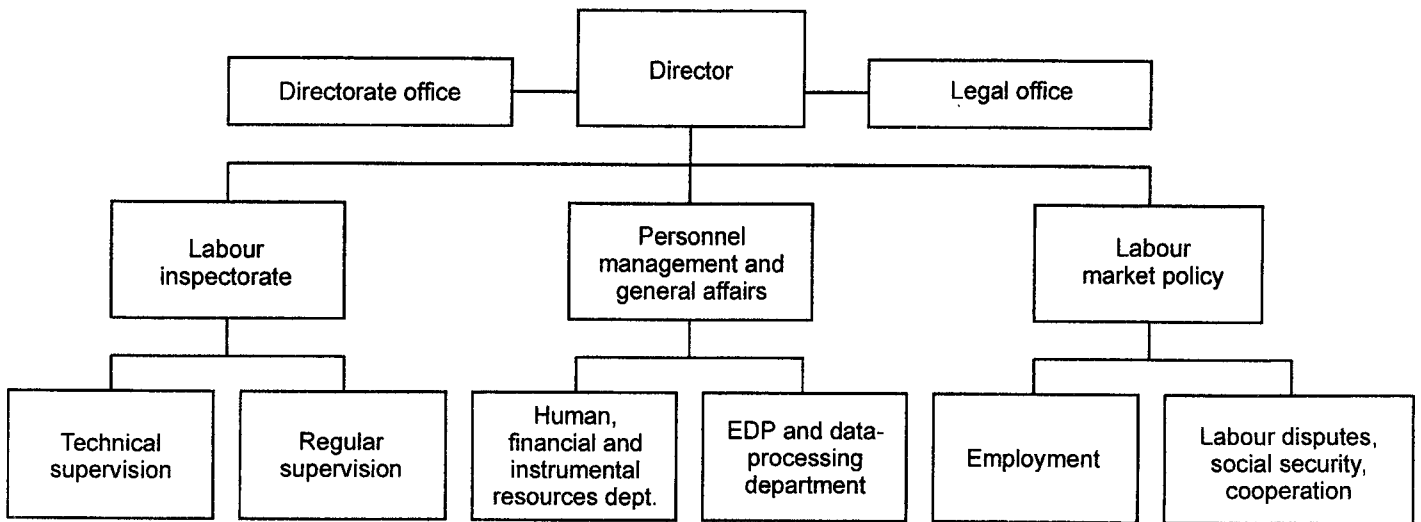 Director
Directorate office
Legal office
Labour
inspectorate
Personnel
management and
general affairs
Labour
market policy
Technical
supervision
Regular
supervision
Human,
financial and
instrumental
resources dept.
EDP and data-
processing
department
Employment
Labour disputes,
social security,
cooperation